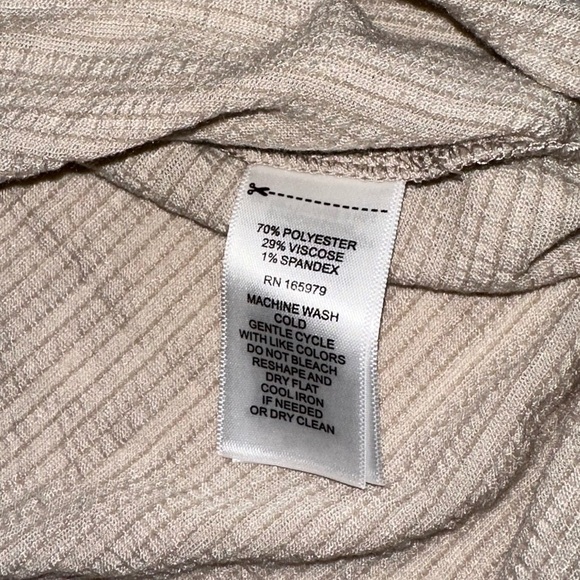 70% POLYESTER
29% VISCOSE
1% SPANDEX
RN 165979
MACHINE WASH
COLD
GENTLE CYCLE
WITH LIKE COLORS
DO NOT BLEACH
RESHAPE AND
DRY FLAT
COOL IRON
IF NEEDED
OR DRY CLEAN